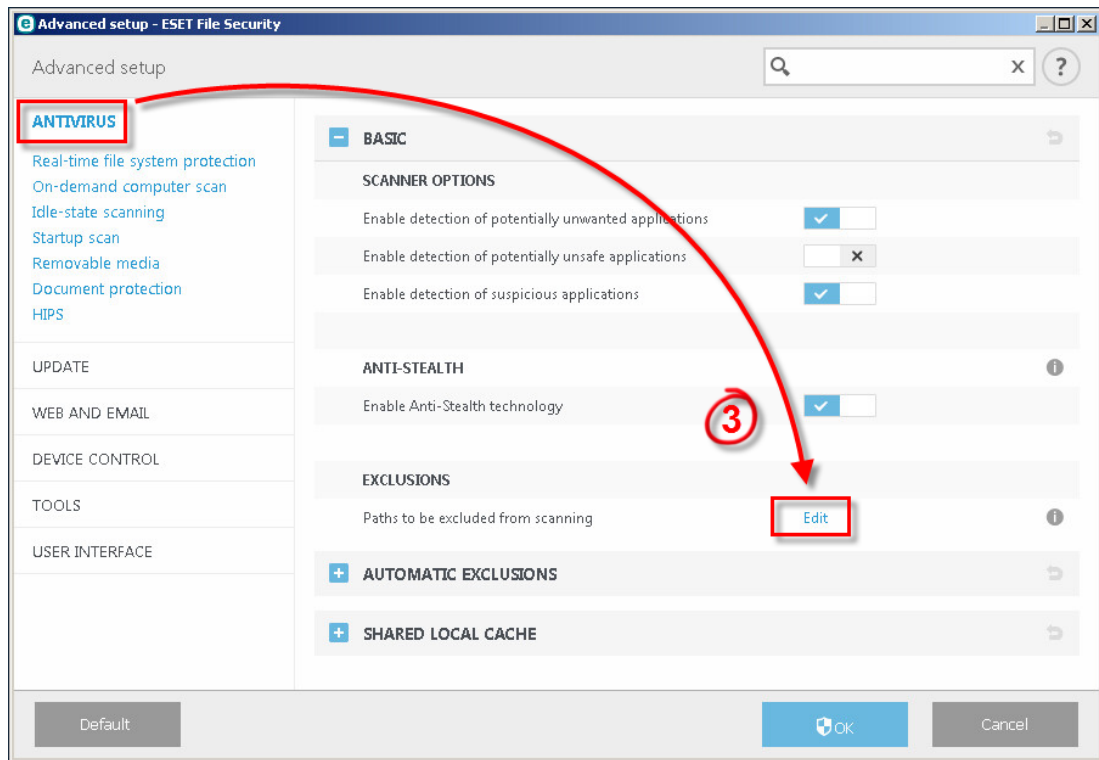 Advanced setup - ESET File Security
Advanced setup
?
ANTIVIRUS
Real-time file system protection
On-demand computer scan
Idle-state scanning
Startup scan
Removable media
Document protection
HIPS
UPDATE
WEB AND EMAIL
DEVICE CONTROL
TOOLS
USER INTERFACE
BASIC
SCANNER OPTIONS
Enable detection of potentially unwanted applications
Enable detection of potentially unsafe applications
Enable detection of suspicious applications
ANTI-STEALTH
Enable Anti-Stealth technology
3
EXCLUSIONS
Paths to be excluded from scanning Edit
AUTOMATIC EXCLUSIONS
SHARED LOCAL CACHE
Default
OK
Cancel